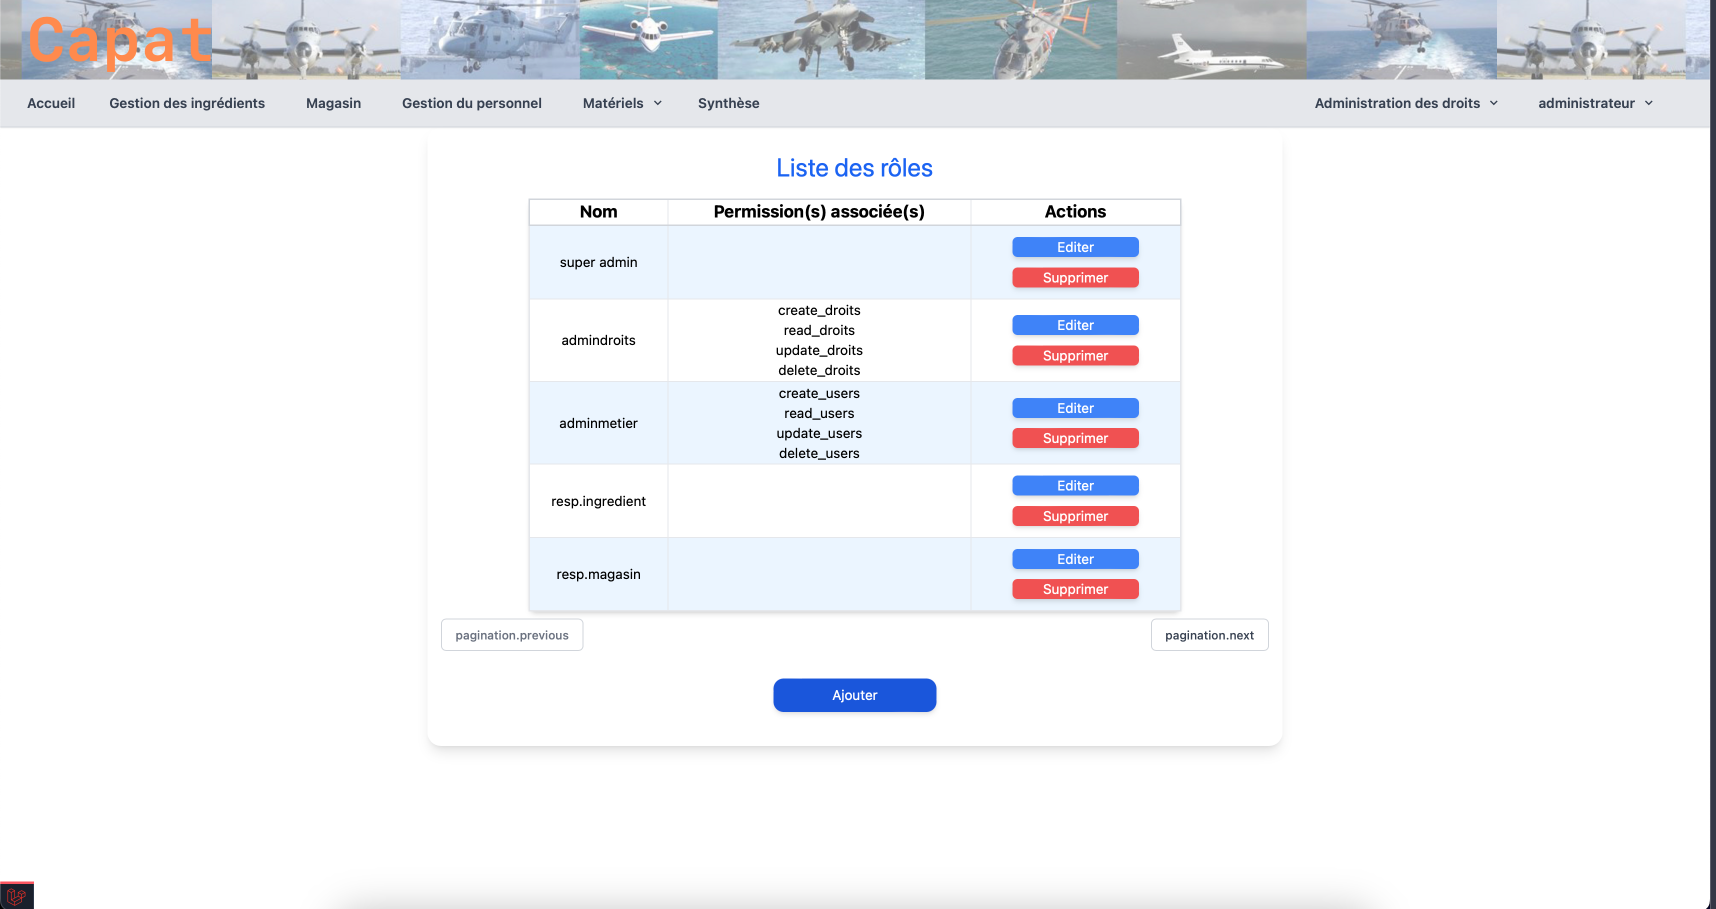 Capat
Accueil Gestion des ingrédients Magasin Gestion du personnel Matériels Synthèse Administration des droits administrateur
Liste des rôles
Nom Permission(s) associée(s) Actions
super admin
Editer
Supprimer
admindroits
create_droits
read_droits
update_droits
delete_droits
Editer
Supprimer
adminmetier
create_users
read_users
update_users
delete_users
Editer
Supprimer
resp.ingredient
Editer
Supprimer
resp.magasin
Editer
Supprimer
pagination.previous pagination.next
Ajouter